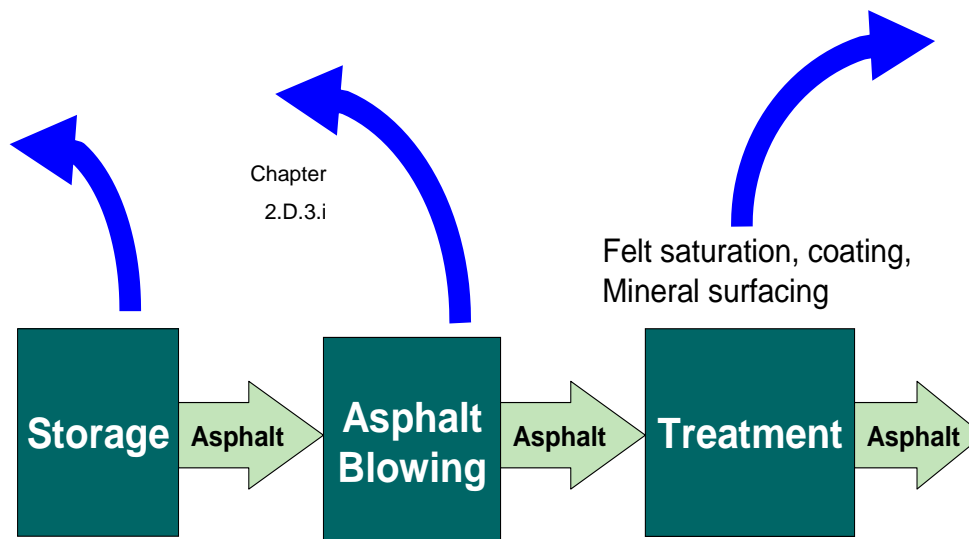 Chapter
2.D.3.i
Felt saturation, coating,
Mineral surfacing
Storage
Asphalt
Asphalt
Blowing
Asphalt
Treatment
Asphalt